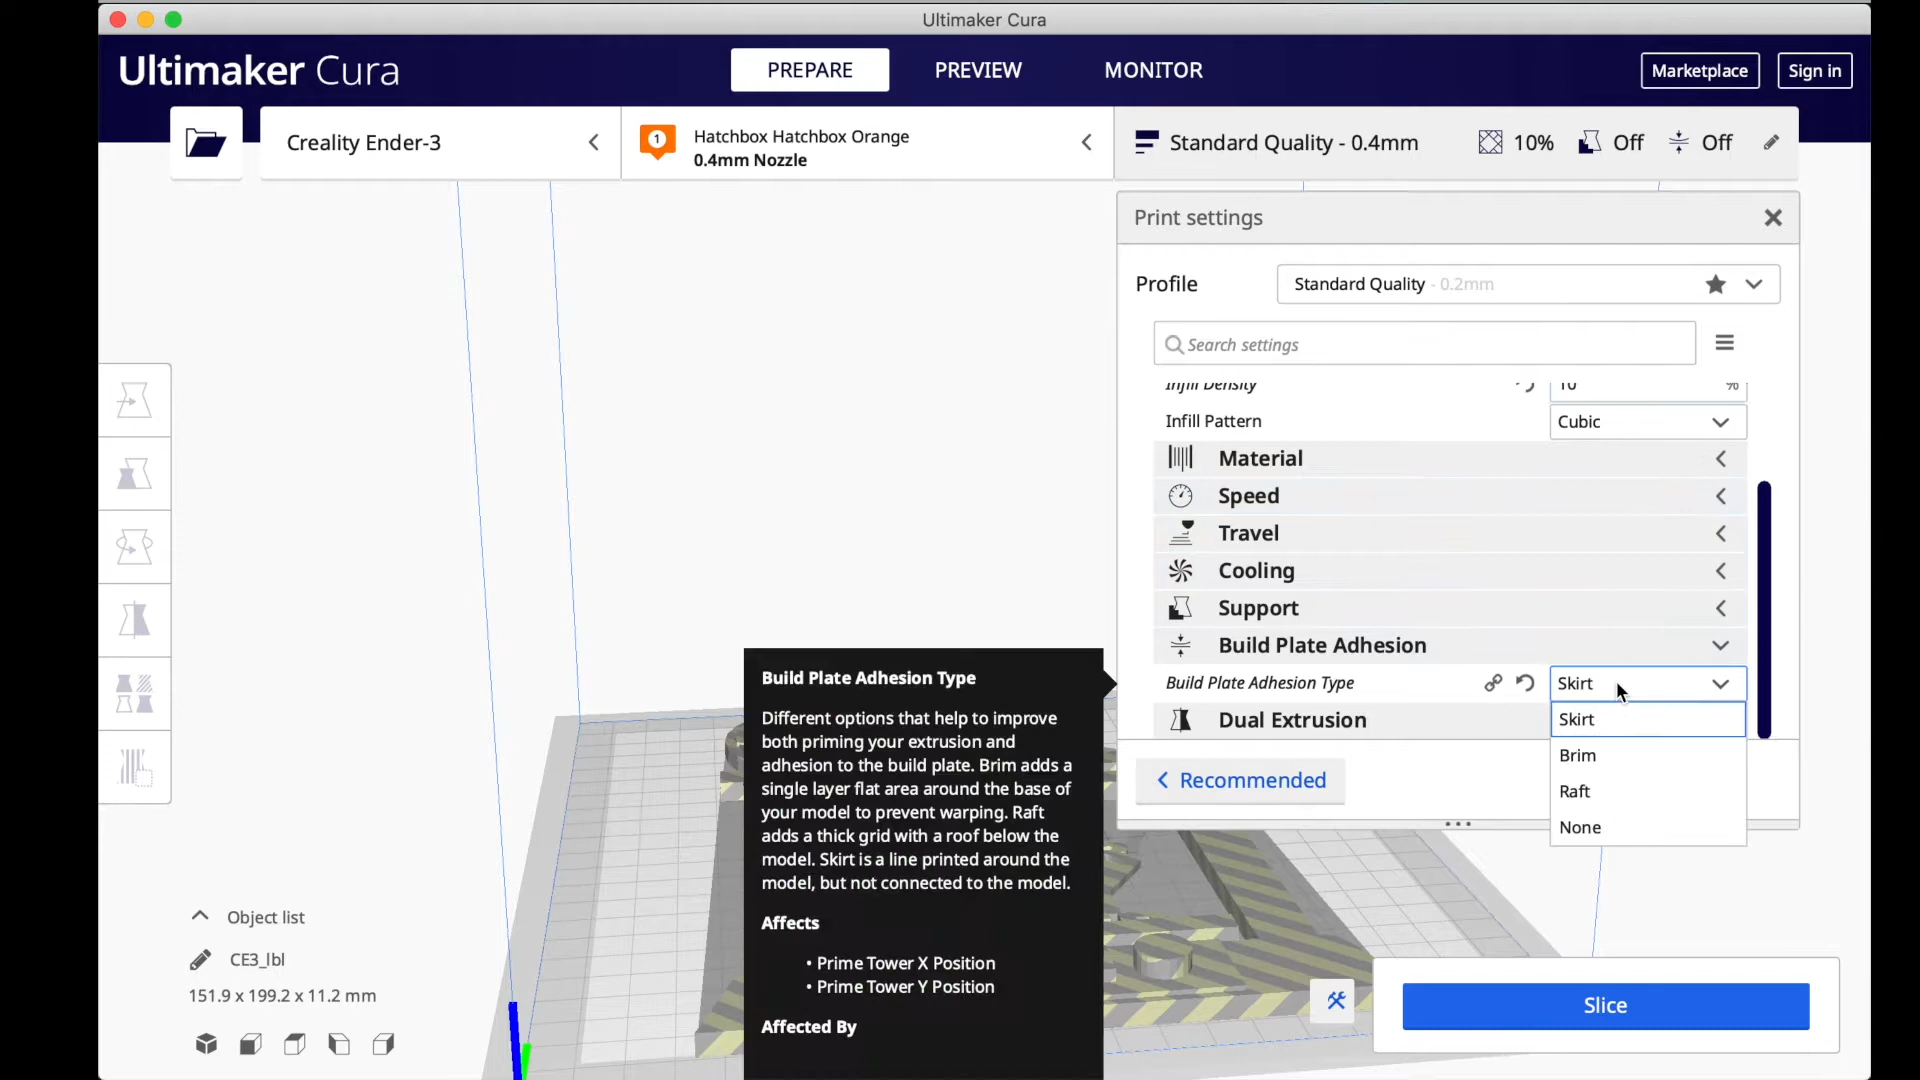 Ultimaker Cura
Ultimaker Cura
PREPARE
PREVIEW
MONITOR
Marketplace
Sign in
Creality Ender-3
1
Hatchbox Hatchbox Orange
0.4mm Nozzle
Standard Quality - 0.4mm
10%
Off
Off
Print settings
Profile
Standard Quality - 0.2mm
Search settings
Infill Density
10
%
Infill Pattern
Cubic
Material
Speed
Travel
Cooling
Support
Build Plate Adhesion
Build Plate Adhesion Type
Skirt
Dual Extrusion
Skirt
Brim
Raft
None
Recommended
Build Plate Adhesion Type
Different options that help to improve
both priming your extrusion and
adhesion to the build plate. Brim adds a
single layer flat area around the base of
your model to prevent warping. Raft
adds a thick grid with a roof below the
model. Skirt is a line printed around the
model, but not connected to the model.
Affects
• Prime Tower X Position
• Prime Tower Y Position
Affected By
Object list
CE3_lbl
151.9 x 199.2 x 11.2 mm
Slice